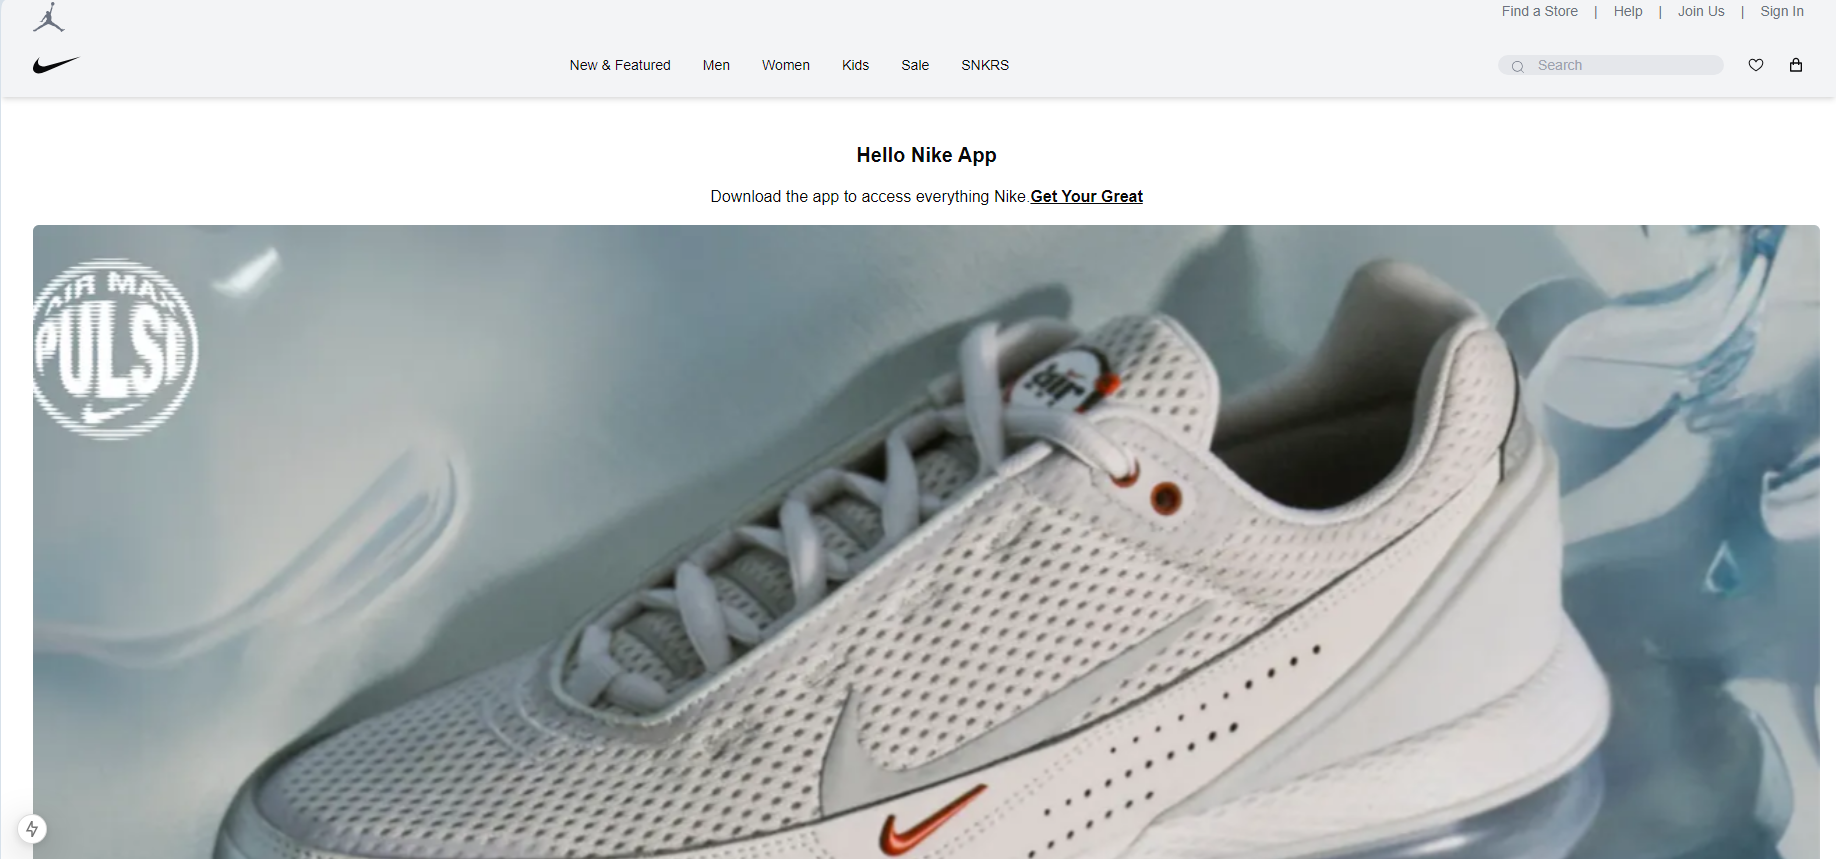 Find a Store | Help | Join Us | Sign In
New & Featured Men Women Kids Sale SNKRS
Search
Hello Nike App
Download the app to access everything Nike.Get Your Great
AIR MAX
PULSE
AIR